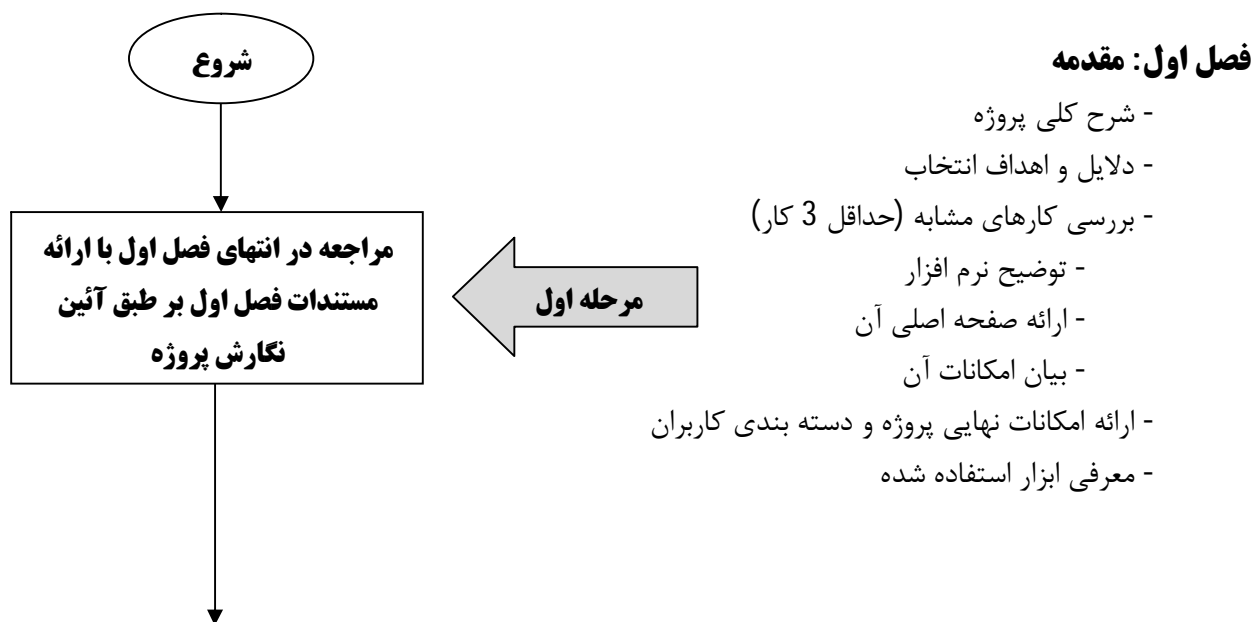 شروع
فصل اول: مقدمه
- شرح کلی پروژه
- دلایل و اهداف انتخاب
- بررسی کارهای مشابه (حداقل 3 کار)
- توضیح نرم افزار
- ارائه صفحه اصلی آن
- بیان امکانات آن
- ارائه امکانات نهایی پروژه و دسته بندی کاربران
- معرفی ابزار استفاده شده
مرحله اول
مراجعه در انتهای فصل اول با ارائه
مستندات فصل اول بر طبق آئین
نگارش پروژه